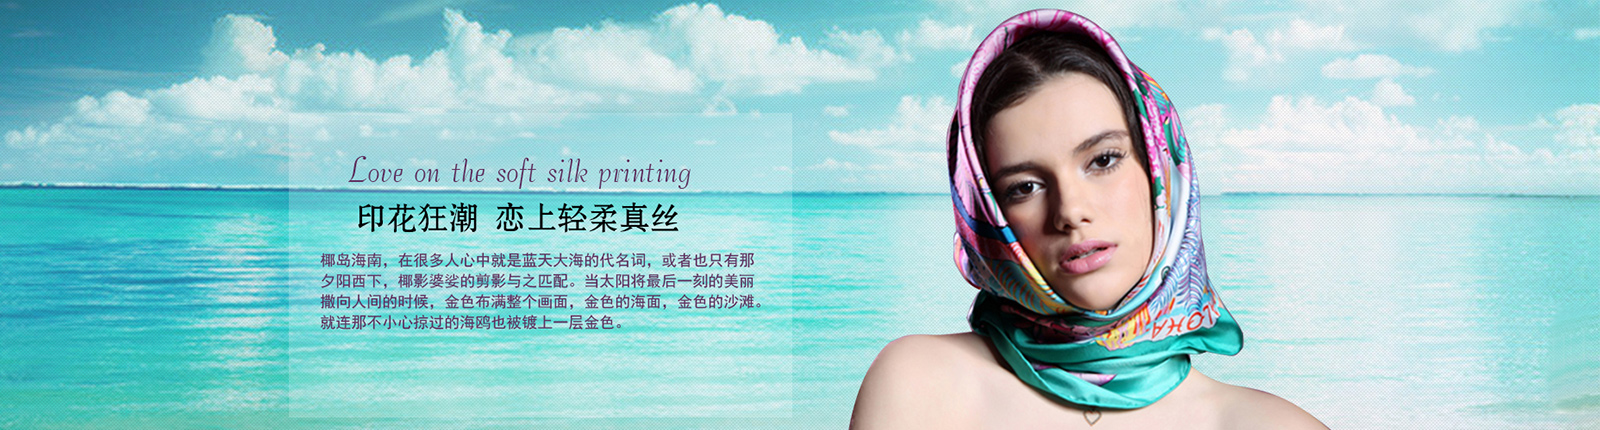 Love on the soft silk printing
印花狂潮 恋上轻柔真丝
椰岛海南，在很多人心中就是蓝天大海的代名词，或者也只有那
夕阳西下，椰影婆娑的剪影与之匹配。当太阳将最后一刻的美丽
撒向人间的时候，金色布满整个画面，金色的海面，金色的沙滩。
就连那不小心掠过的海鸥也被镀上一层金色。
ALOHA